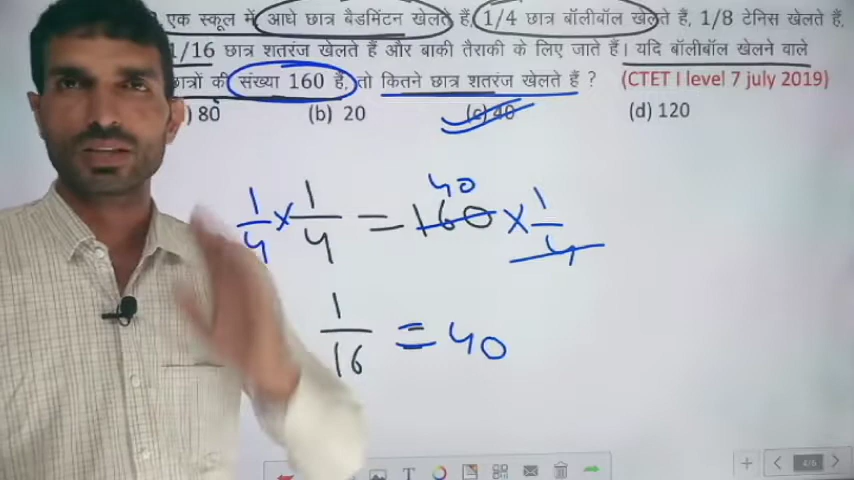 एक स्कूल में आधे छात्र बैडमिंटन खेलते हैं, 1/4 छात्र बॉलीबॉल खेलते हैं, 1/8 टेनिस खेलते हैं,
1/16 छात्र शतरंज खेलते हैं और बाकी तैराकी के लिए जाते हैं। यदि बॉलीबॉल खेलने वाले
छात्रों की संख्या 160 है, तो कितने छात्र शतरंज खेलते हैं ? (CTET I level 7 july 2019)
) 80 (b) 20 (c) 40 (d) 120
40
1/4 × 1/4 = 160 × 1/4
1/16 = 40
4/6